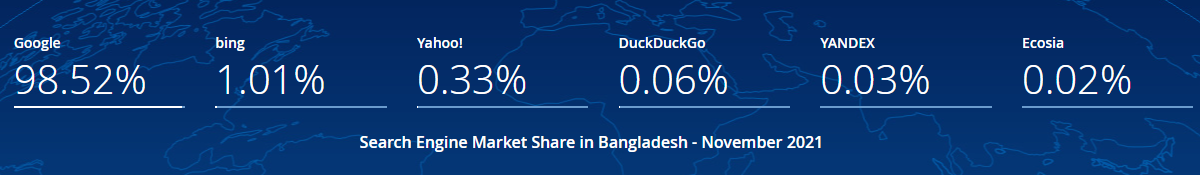 Google bing Yahoo! DuckDuckGo YANDEX Ecosia
98.52% 1.01% 0.33% 0.06% 0.03% 0.02%
Search Engine Market Share in Bangladesh - November 2021